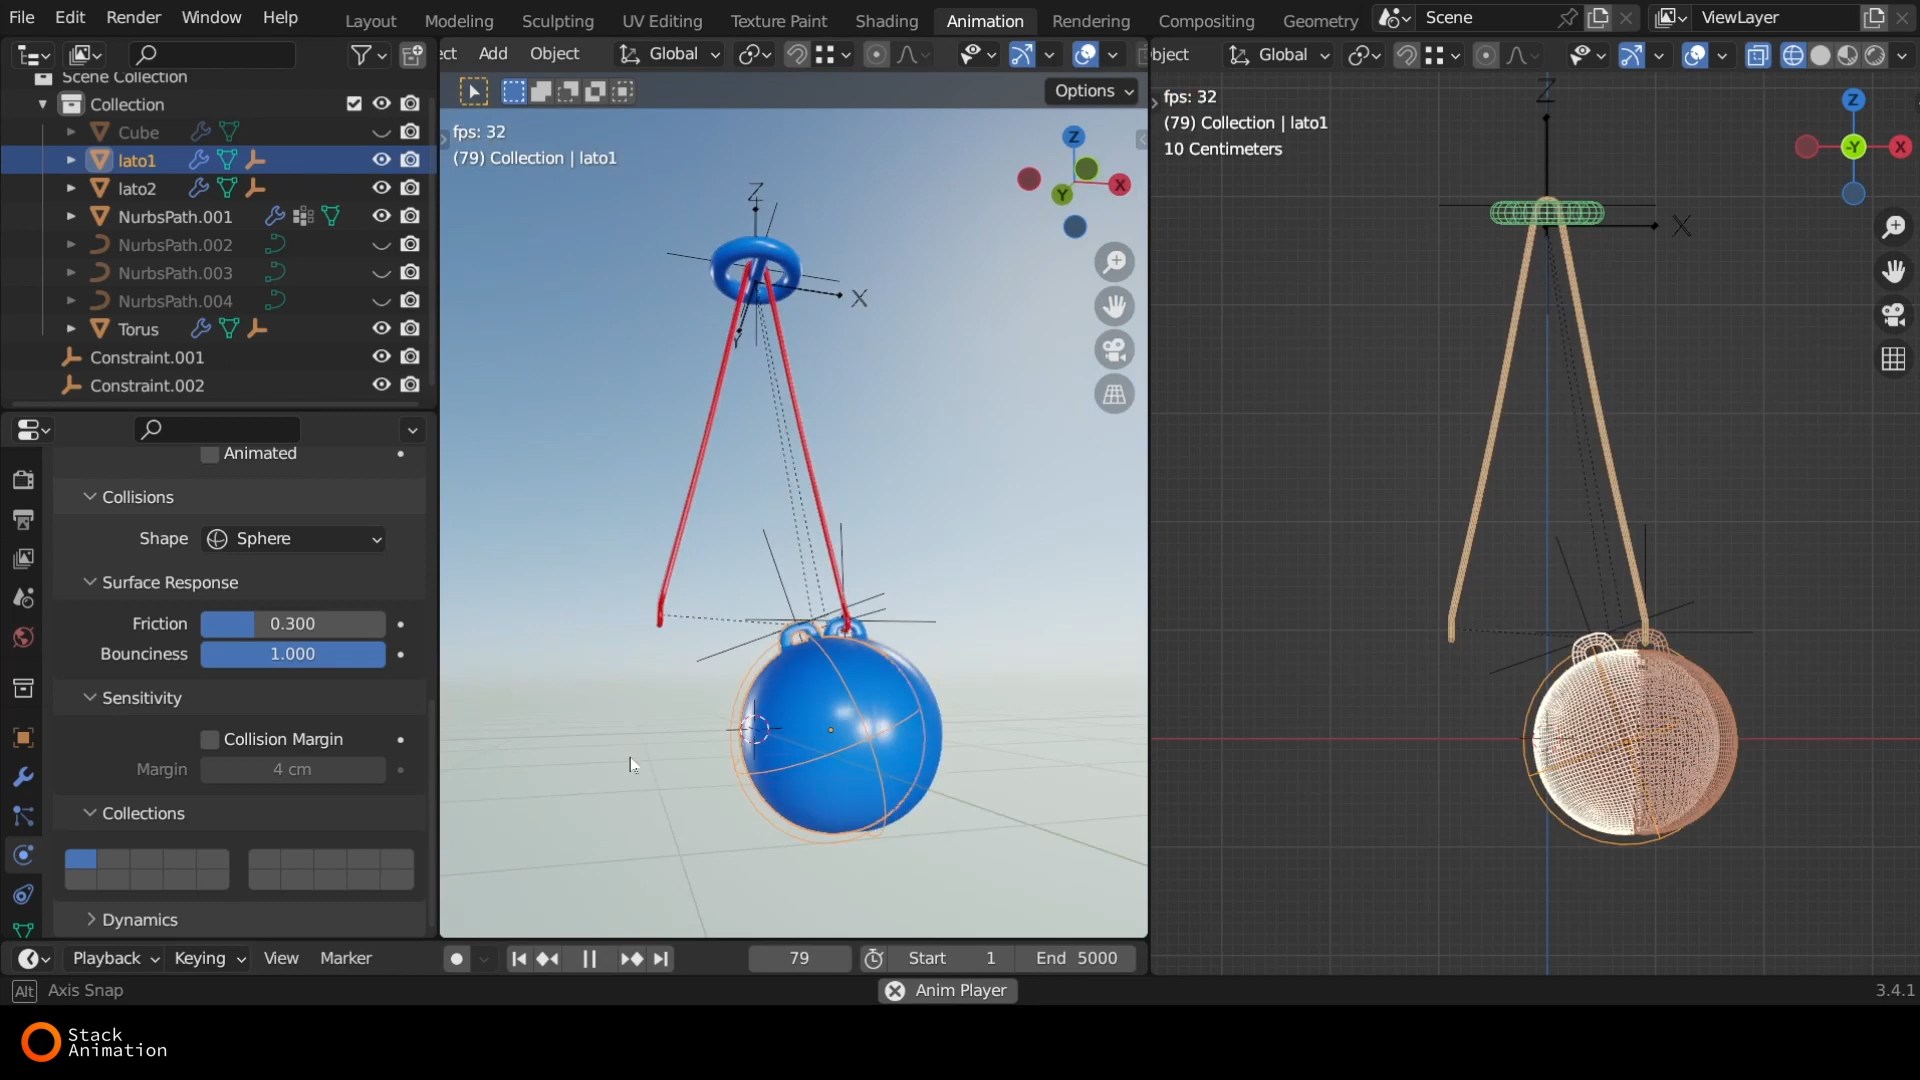 File Edit Render Window Help
Layout Modeling Sculpting UV Editing Texture Paint Shading Animation Rendering Compositing Geometry
Scene
ViewLayer
ect Add Object Global
bject Global
Options
Scene Collection
Collection
Cube
lato1
lato2
NurbsPath.001
NurbsPath.002
NurbsPath.003
NurbsPath.004
Torus
Constraint.001
Constraint.002
Animated
Collisions
Shape Sphere
Surface Response
Friction 0.300
Bounciness 1.000
Sensitivity
Collision Margin
Margin 4 cm
Collections
Dynamics
fps: 32
(79) Collection | lato1
Z
X
Y
Z
X
Y
fps: 32
(79) Collection | lato1
10 Centimeters
Z
X
Z
-Y
X
Playback Keying View Marker
79
Start 1
End 5000
Alt Axis Snap
Anim Player
3.4.1
Stack
Animation